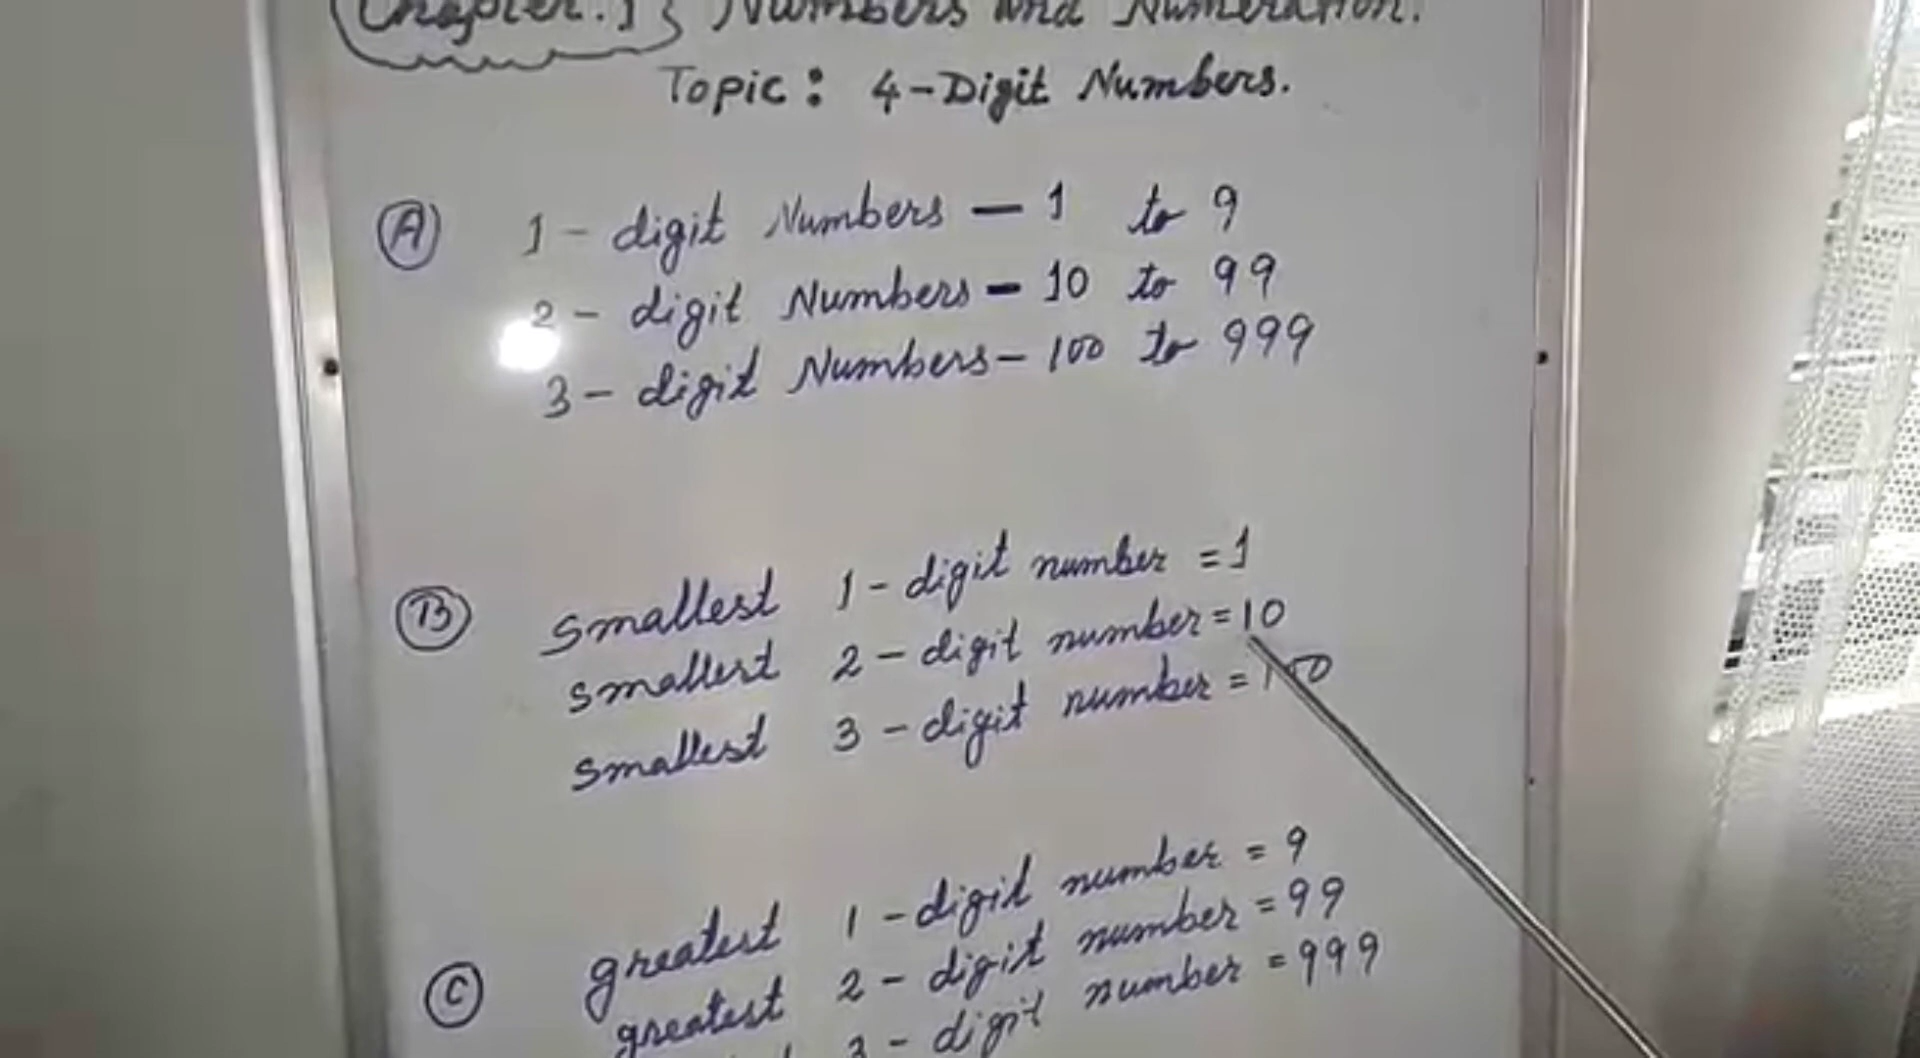 Chapter. 1 Numbers and Numeration.
Topic: 4-Digit Numbers.
A 1 - digit Numbers — 1 to 9
2 - digit Numbers - 10 to 99
3 - digit Numbers - 100 to 999
B Smallest 1 - digit number = 1
smallest 2 - digit number = 10
smallest 3 - digit number = 100
C greatest 1 - digit number = 9
greatest 2 - digit number = 99
3 - digit number = 999